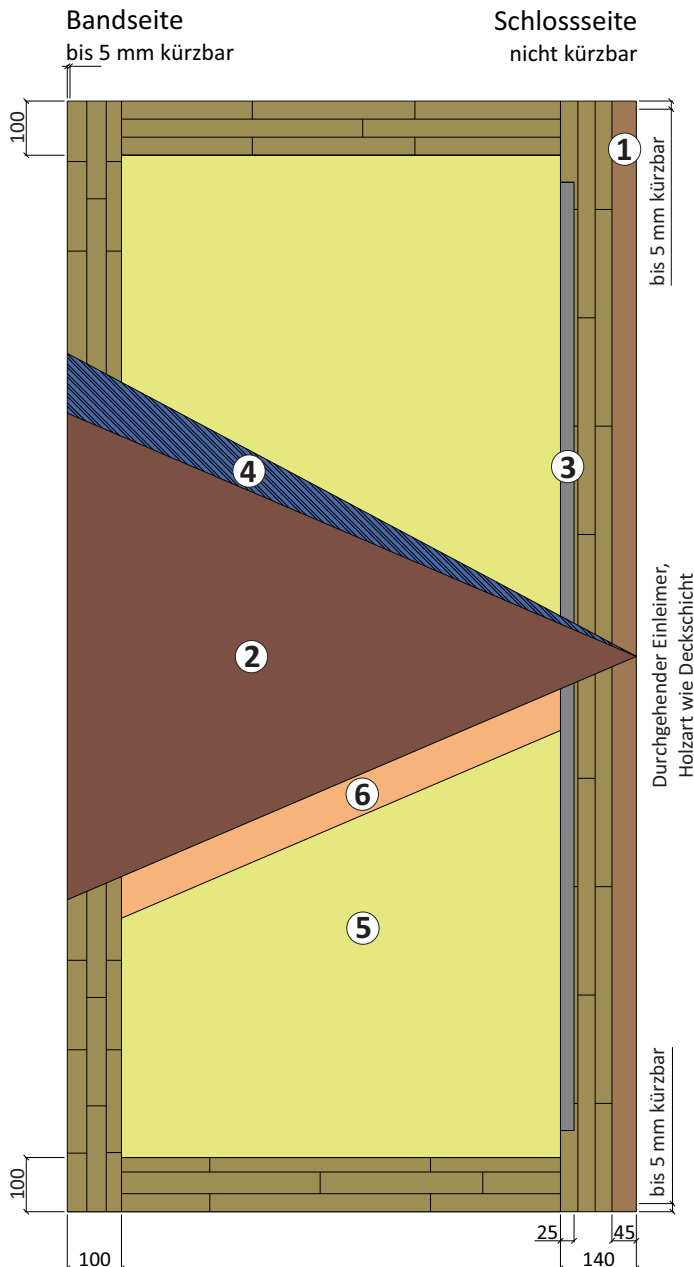 Bandseite
bis 5 mm kürzbar
Schlossseite
nicht kürzbar
100
1
bis 5 mm kürzbar
4
3
2
Durchgehender Einleimer,
Holzart wie Deckschicht
6
5
bis 5 mm kürzbar
100
25
45
100
140